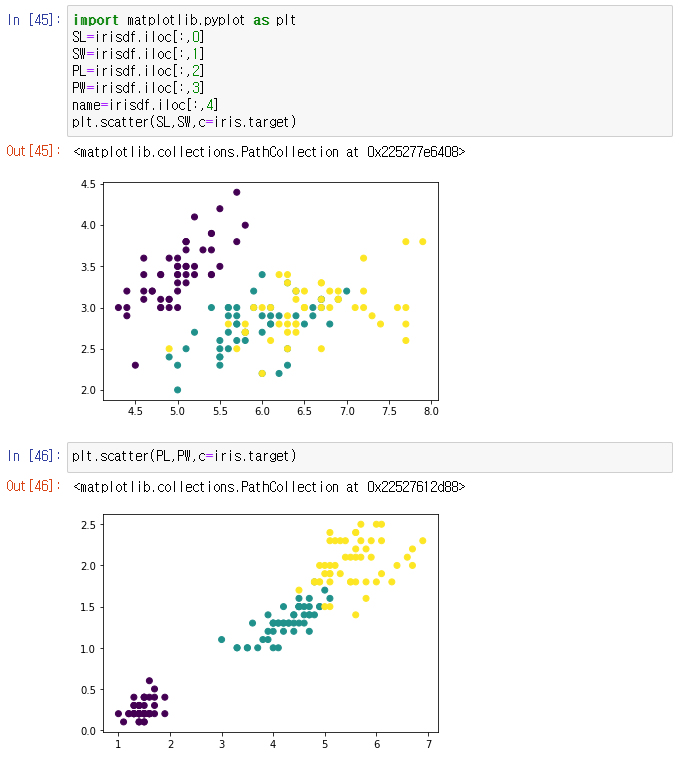 In [45]: import matplotlib.pyplot as plt
SL=irisdf.iloc[:,0]
SW=irisdf.iloc[:,1]
PL=irisdf.iloc[:,2]
PW=irisdf.iloc[:,3]
name=irisdf.iloc[:,4]
plt.scatter(SL,SW,c=iris.target)
Out[45]: <matplotlib.collections.PathCollection at 0x225277e6408>
4.5
4.0
3.5
3.0
2.5
2.0
4.5 5.0 5.5 6.0 6.5 7.0 7.5 8.0
In [46]: plt.scatter(PL,PW,c=iris.target)
Out[46]: <matplotlib.collections.PathCollection at 0x22527612d88>
2.5
2.0
1.5
1.0
0.5
0.0
1 2 3 4 5 6 7